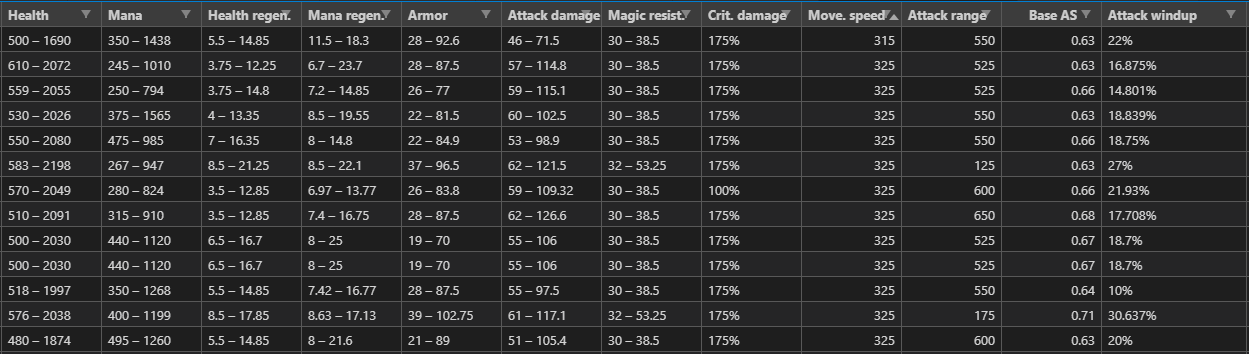 Health Mana Health regen. Mana regen. Armor Attack damage Magic resist. Crit. damage Move. speed Attack range Base AS Attack windup
500 – 1690 350 – 1438 5.5 – 14.85 11.5 – 18.3 28 – 92.6 46 – 71.5 30 – 38.5 175% 315 550 0.63 22%
610 – 2072 245 – 1010 3.75 – 12.25 6.7 – 23.7 28 – 87.5 57 – 114.8 30 – 38.5 175% 325 525 0.63 16.875%
559 – 2055 250 – 794 3.75 – 14.8 7.2 – 14.85 26 – 77 59 – 115.1 30 – 38.5 175% 325 525 0.66 14.801%
530 – 2026 375 – 1565 4 – 13.35 8.5 – 19.55 22 – 81.5 60 – 102.5 30 – 38.5 175% 325 550 0.63 18.839%
550 – 2080 475 – 985 7 – 16.35 8 – 14.8 22 – 84.9 53 – 98.9 30 – 38.5 175% 325 550 0.66 18.75%
583 – 2198 267 – 947 8.5 – 21.25 8.5 – 22.1 37 – 96.5 62 – 121.5 32 – 53.25 175% 325 125 0.63 27%
570 – 2049 280 – 824 3.5 – 12.85 6.97 – 13.77 26 – 83.8 59 – 109.32 30 – 38.5 100% 325 600 0.66 21.93%
510 – 2091 315 – 910 3.5 – 12.85 7.4 – 16.75 28 – 87.5 62 – 126.6 30 – 38.5 175% 325 650 0.68 17.708%
500 – 2030 440 – 1120 6.5 – 16.7 8 – 25 19 – 70 55 – 106 30 – 38.5 175% 325 525 0.67 18.7%
500 – 2030 440 – 1120 6.5 – 16.7 8 – 25 19 – 70 55 – 106 30 – 38.5 175% 325 525 0.67 18.7%
518 – 1997 350 – 1268 5.5 – 14.85 7.42 – 16.77 28 – 87.5 55 – 97.5 30 – 38.5 175% 325 550 0.64 10%
576 – 2038 400 – 1199 8.5 – 17.85 8.63 – 17.13 39 – 102.75 61 – 117.1 32 – 53.25 175% 325 175 0.71 30.637%
480 – 1874 495 – 1260 5.5 – 14.85 8 – 21.6 21 – 89 51 – 105.4 30 – 38.5 175% 325 600 0.63 20%